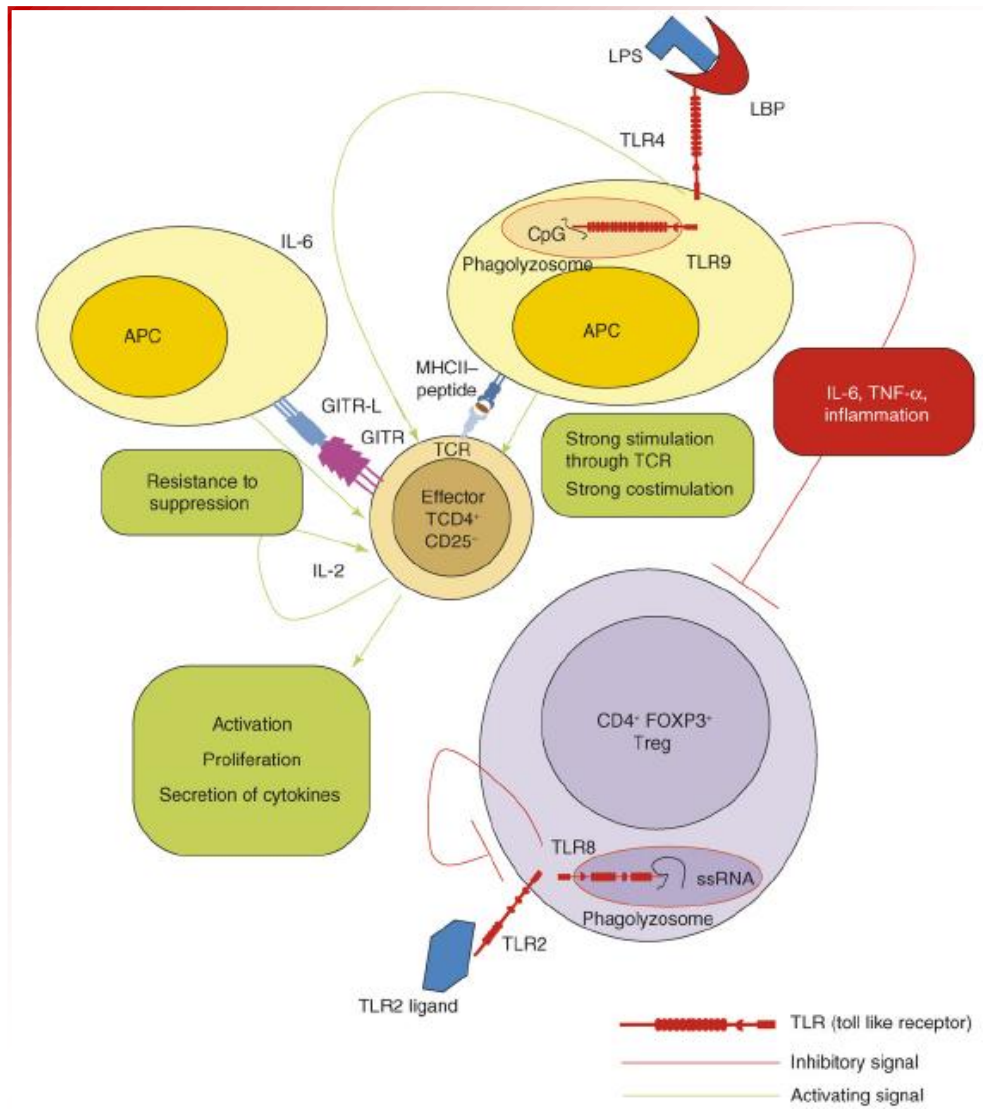 LPS
LBP
TLR4
IL-6
CpG
Phagolyzosome
TLR9
APC
APC
MHCII–
peptide
GITR-L
GITR
TCR
IL-6, TNF-α,
inflammation
Strong stimulation
through TCR
Strong costimulation
Resistance to
suppression
Effector
TCD4⁺
CD25⁻
IL-2
Activation
Proliferation
Secretion of cytokines
CD4⁺ FOXP3⁺
Treg
TLR8
ssRNA
Phagolyzosome
TLR2
TLR2 ligand
TLR (toll like receptor)
Inhibitory signal
Activating signal